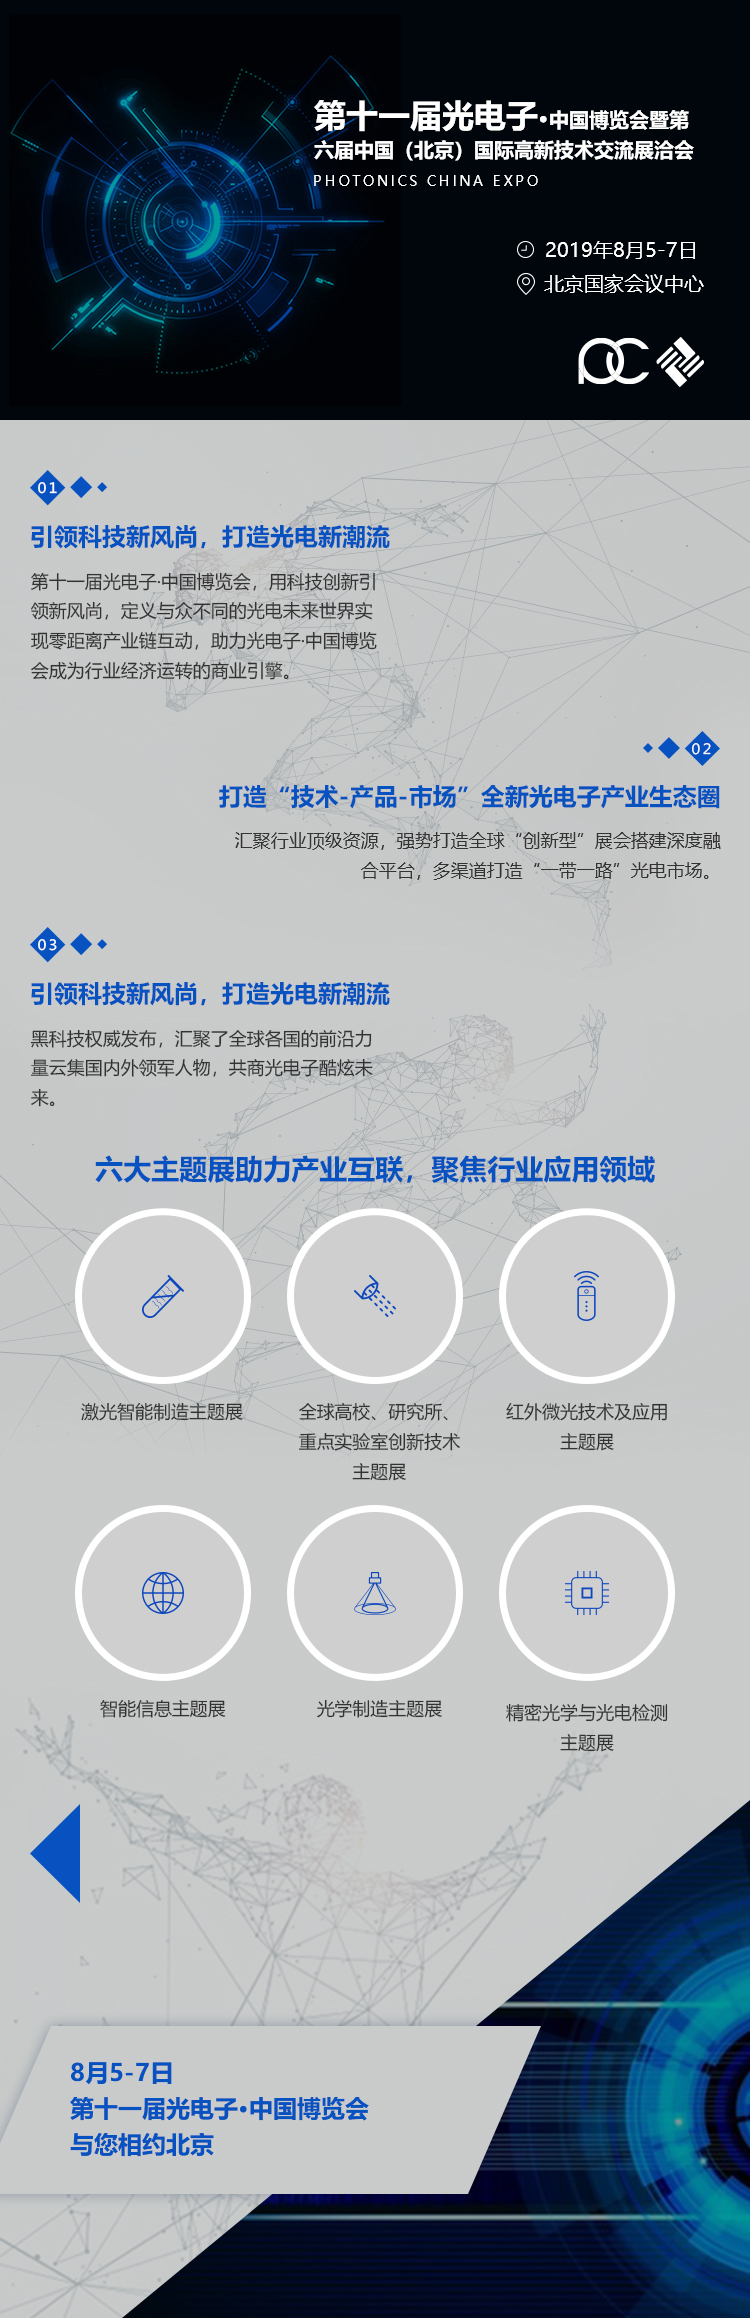 第十一届光电子·中国博览会暨第
六届中国（北京）国际高新技术交流展洽会
PHOTONICS CHINA EXPO
2019年8月5-7日
北京国家会议中心
PC
01
引领科技新风尚，打造光电新潮流
第十一届光电子·中国博览会，用科技创新引
领新风尚，定义与众不同的光电未来世界实
现零距离产业链互动，助力光电子·中国博览
会成为行业经济运转的商业引擎。
02
打造“技术-产品-市场”全新光电子产业生态圈
汇聚行业顶级资源，强势打造全球“创新型”展会搭建深度融
合平台，多渠道打造“一带一路”光电市场。
03
引领科技新风尚，打造光电新潮流
黑科技权威发布，汇聚了全球各国的前沿力
量云集国内外领军人物，共商光电子酷炫未
来。
六大主题展助力产业互联，聚焦行业应用领域
激光智能制造主题展
全球高校、研究所、
重点实验室创新技术
主题展
红外微光技术及应用
主题展
智能信息主题展
光学制造主题展
精密光学与光电检测
主题展
8月5-7日
第十一届光电子·中国博览会
与您相约北京